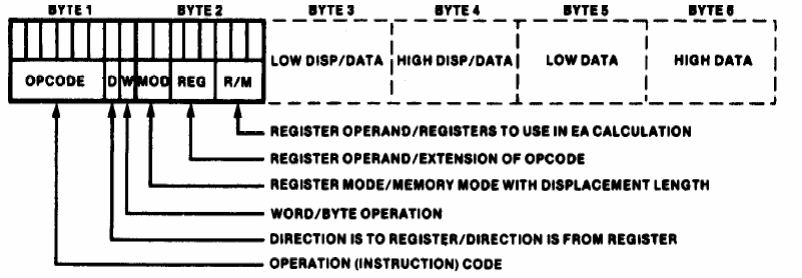 BYTE 1 BYTE 2 BYTE 3 BYTE 4 BYTE 5 BYTE 6
LOW DISP/DATA HIGH DISP/DATA LOW DATA HIGH DATA
OPCODE D W MOD REG R/M
REGISTER OPERAND/REGISTERS TO USE IN EA CALCULATION
REGISTER OPERAND/EXTENSION OF OPCODE
REGISTER MODE/MEMORY MODE WITH DISPLACEMENT LENGTH
WORD/BYTE OPERATION
DIRECTION IS TO REGISTER/DIRECTION IS FROM REGISTER
OPERATION (INSTRUCTION) CODE